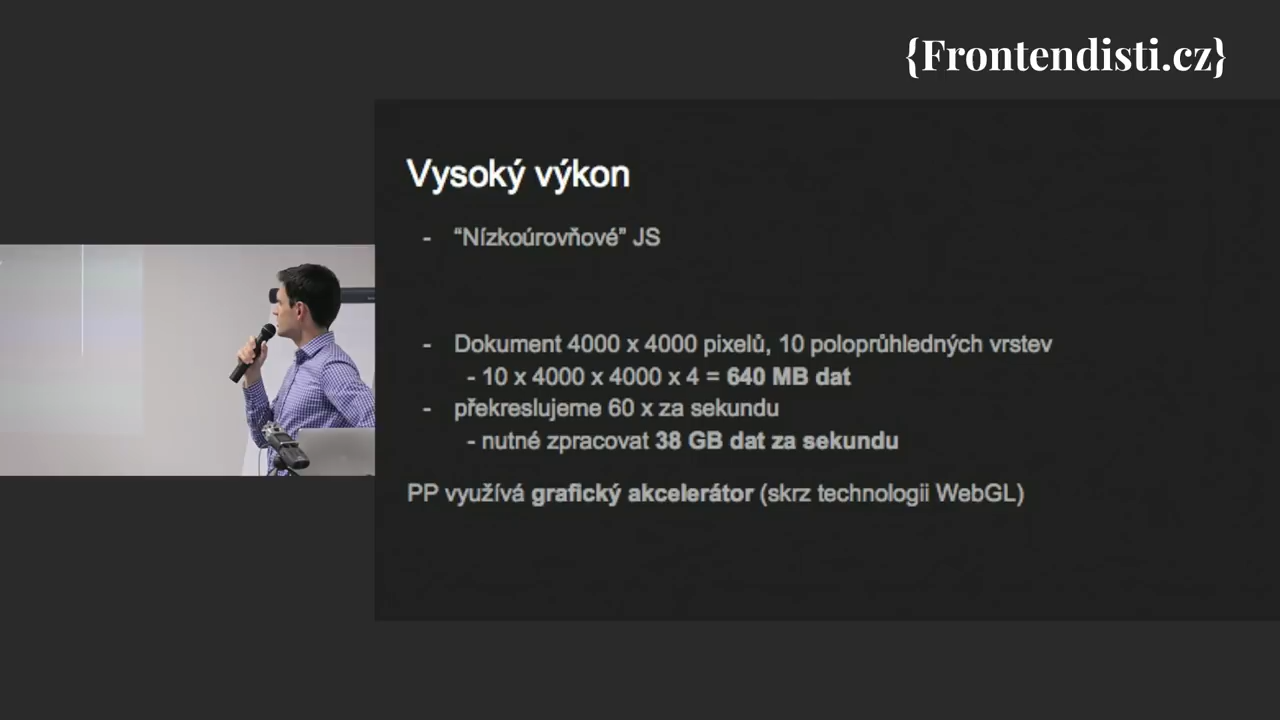 {Frontendisti.cz}
Vysoký výkon
- “Nízkoúrovňové” JS
- Dokument 4000 x 4000 pixelů, 10 poloprůhledných vrstev
- 10 x 4000 x 4000 x 4 = 640 MB dat
- překreslujeme 60 x za sekundu
- nutné zpracovat 38 GB dat za sekundu
PP využívá grafický akcelerátor (skrz technologii WebGL)